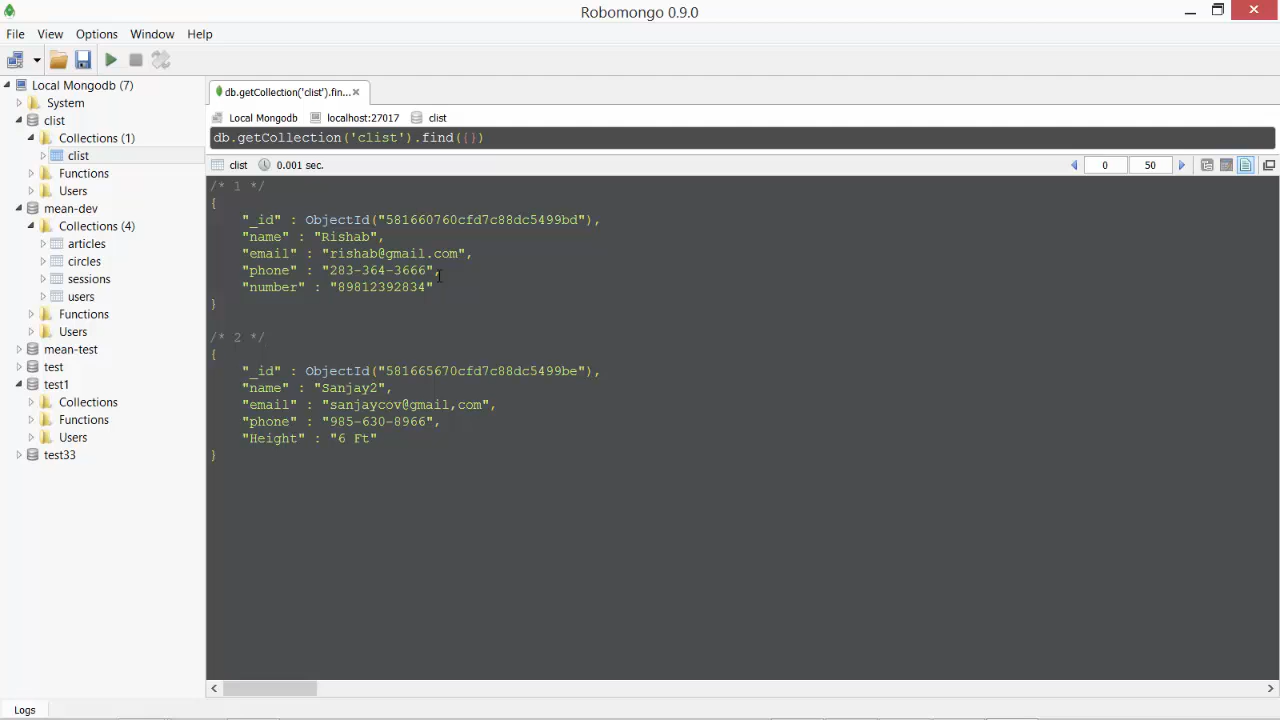 Robomongo 0.9.0
File View Options Window Help
Local Mongodb (7)
System
clist
Collections (1)
clist
Functions
Users
mean-dev
Collections (4)
articles
circles
sessions
users
Functions
Users
mean-test
test
test1
Collections
Functions
Users
test33
db.getCollection('clist').fin...
Local Mongodb localhost:27017 clist
db.getCollection('clist').find({})
clist 0.001 sec. 0 50
/* 1 */
{
"_id" : ObjectId("581660760cfd7c88dc5499bd"),
"name" : "Rishab",
"email" : "rishab@gmail.com",
"phone" : "283-364-3666",
"number" : "89812392834"
}
/* 2 */
{
"_id" : ObjectId("581665670cfd7c88dc5499be"),
"name" : "Sanjay2",
"email" : "sanjaycov@gmail,com",
"phone" : "985-630-8966",
"Height" : "6 Ft"
}
Logs